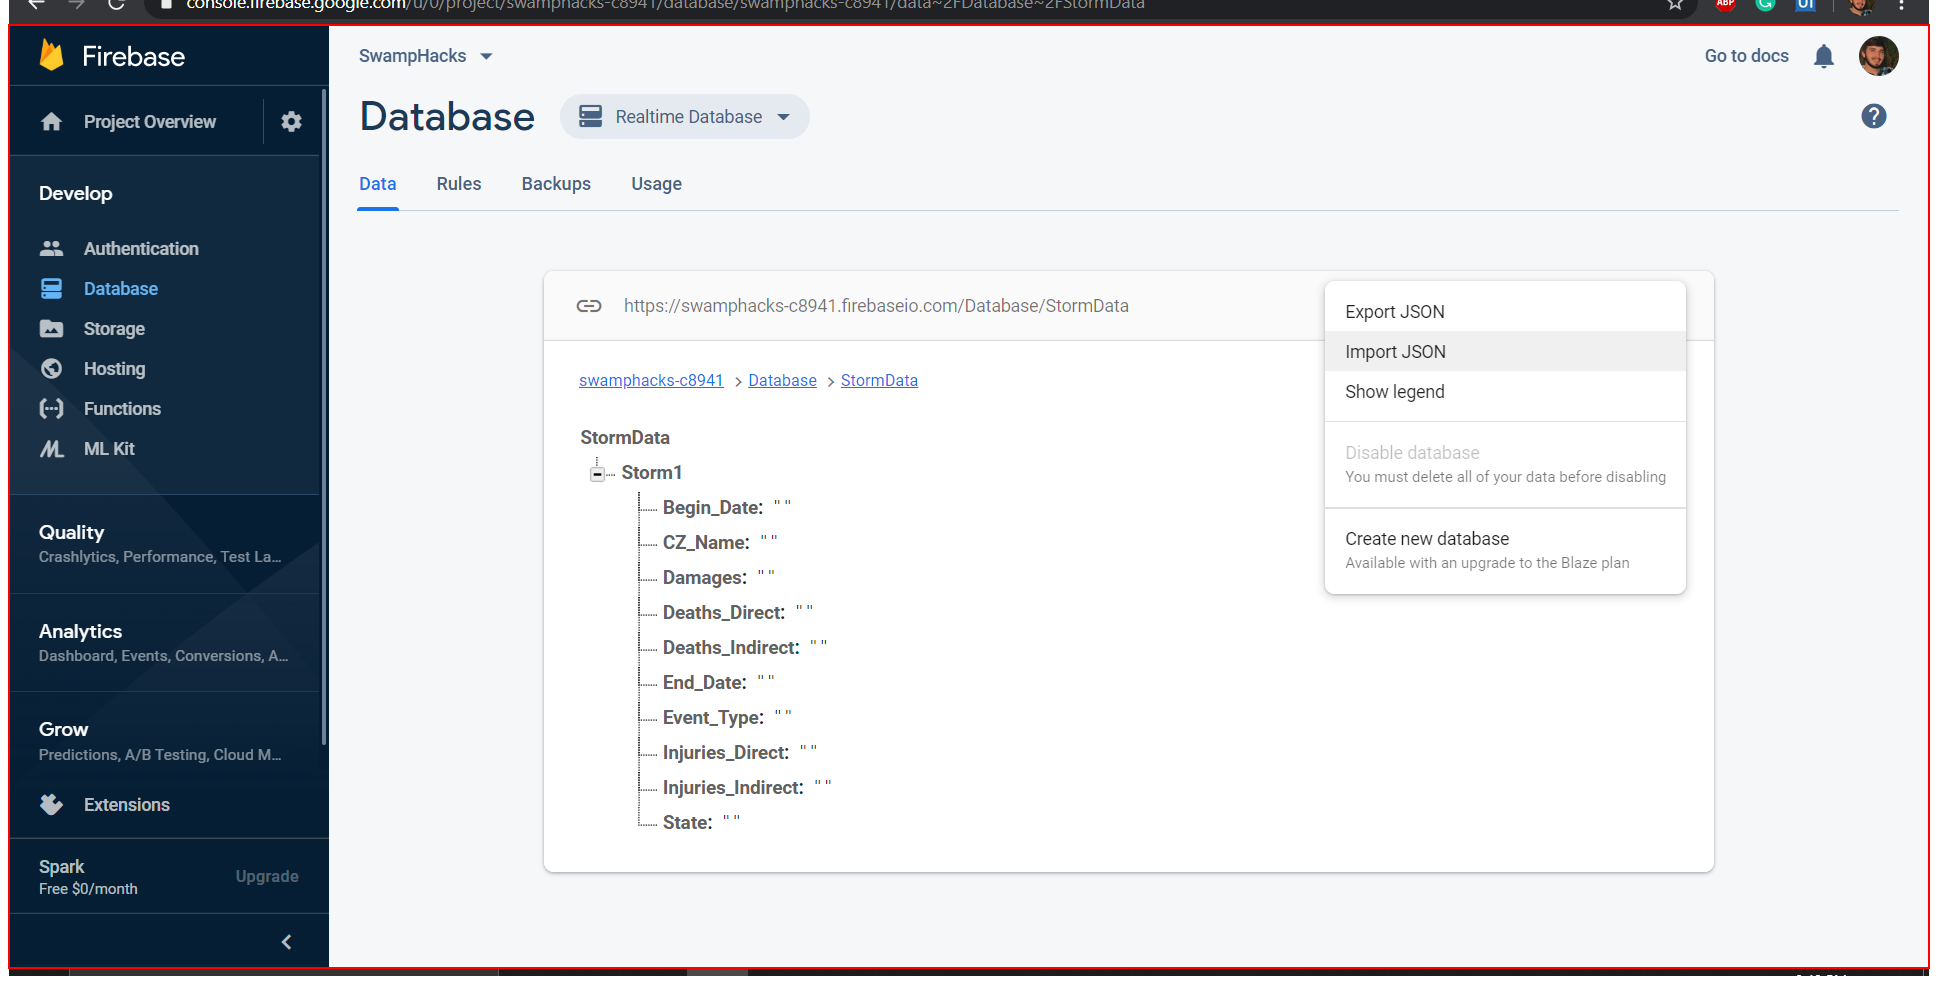 console.firebase.google.com/u/0/project/swamphacks-c8941/database/swamphacks-c8941/data~2FDatabase~2FStormData
ABP
Firebase
SwampHacks
Go to docs
Project Overview
Database
Realtime Database
?
Develop
Data
Rules
Backups
Usage
Authentication
Database
Storage
Hosting
Functions
ML Kit
Quality
Crashlytics, Performance, Test La...
Analytics
Dashboard, Events, Conversions, A...
Grow
Predictions, A/B Testing, Cloud M...
Extensions
Spark
Free $0/month
Upgrade
https://swamphacks-c8941.firebaseio.com/Database/StormData
swamphacks-c8941 > Database > StormData
StormData
Storm1
Begin_Date: " "
CZ_Name: " "
Damages: " "
Deaths_Direct: " "
Deaths_Indirect: " "
End_Date: " "
Event_Type: " "
Injuries_Direct: " "
Injuries_Indirect: " "
State: " "
Export JSON
Import JSON
Show legend
Disable database
You must delete all of your data before disabling
Create new database
Available with an upgrade to the Blaze plan